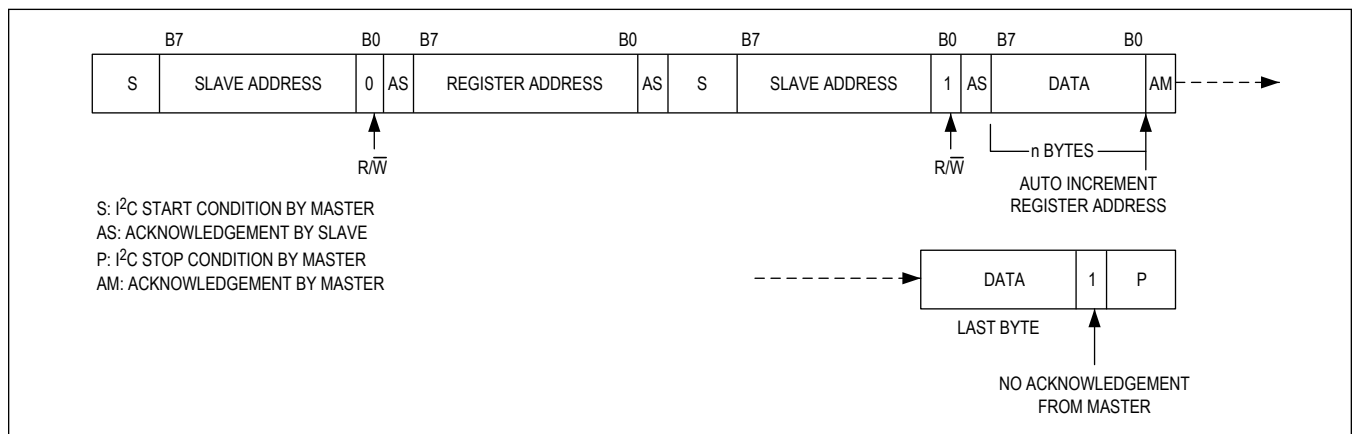 B7 B0 B7 B0 B7 B0 B7 B0
S SLAVE ADDRESS 0 AS REGISTER ADDRESS AS S SLAVE ADDRESS 1 AS DATA AM
R/W̅ R/W̅ n BYTES
AUTO INCREMENT
REGISTER ADDRESS
S: I²C START CONDITION BY MASTER
AS: ACKNOWLEDGEMENT BY SLAVE
P: I²C STOP CONDITION BY MASTER
AM: ACKNOWLEDGEMENT BY MASTER
DATA 1 P
LAST BYTE
NO ACKNOWLEDGEMENT
FROM MASTER